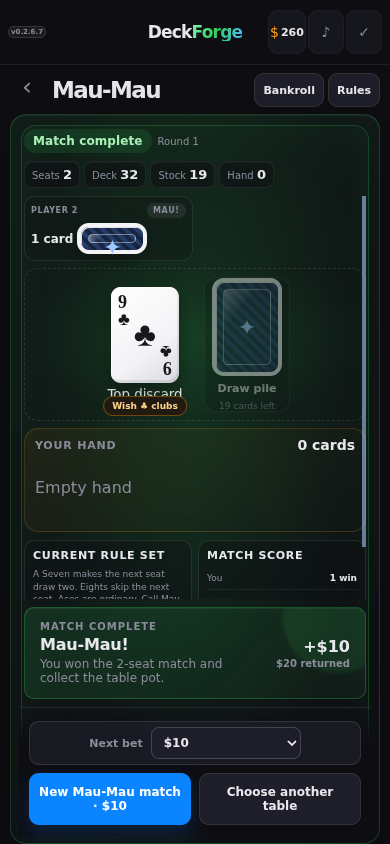 v0.2.6.7
DeckForge
$ 260
♪
✓
Mau-Mau
Bankroll
Rules
Match complete
Round 1
Seats 2
Deck 32
Stock 19
Hand 0
PLAYER 2
MAU!
1 card
9
♣
9
Top discard
Wish ♣ clubs
Draw pile
19 cards left
YOUR HAND
0 cards
Empty hand
CURRENT RULE SET
A Seven makes the next seat
draw two. Eights skip the next
seat. Aces are ordinary. Call Mau
MATCH SCORE
You
1 win
MATCH COMPLETE
Mau-Mau!
You won the 2-seat match and
collect the table pot.
+$10
$20 returned
Next bet
$10
New Mau-Mau match
· $10
Choose another
table